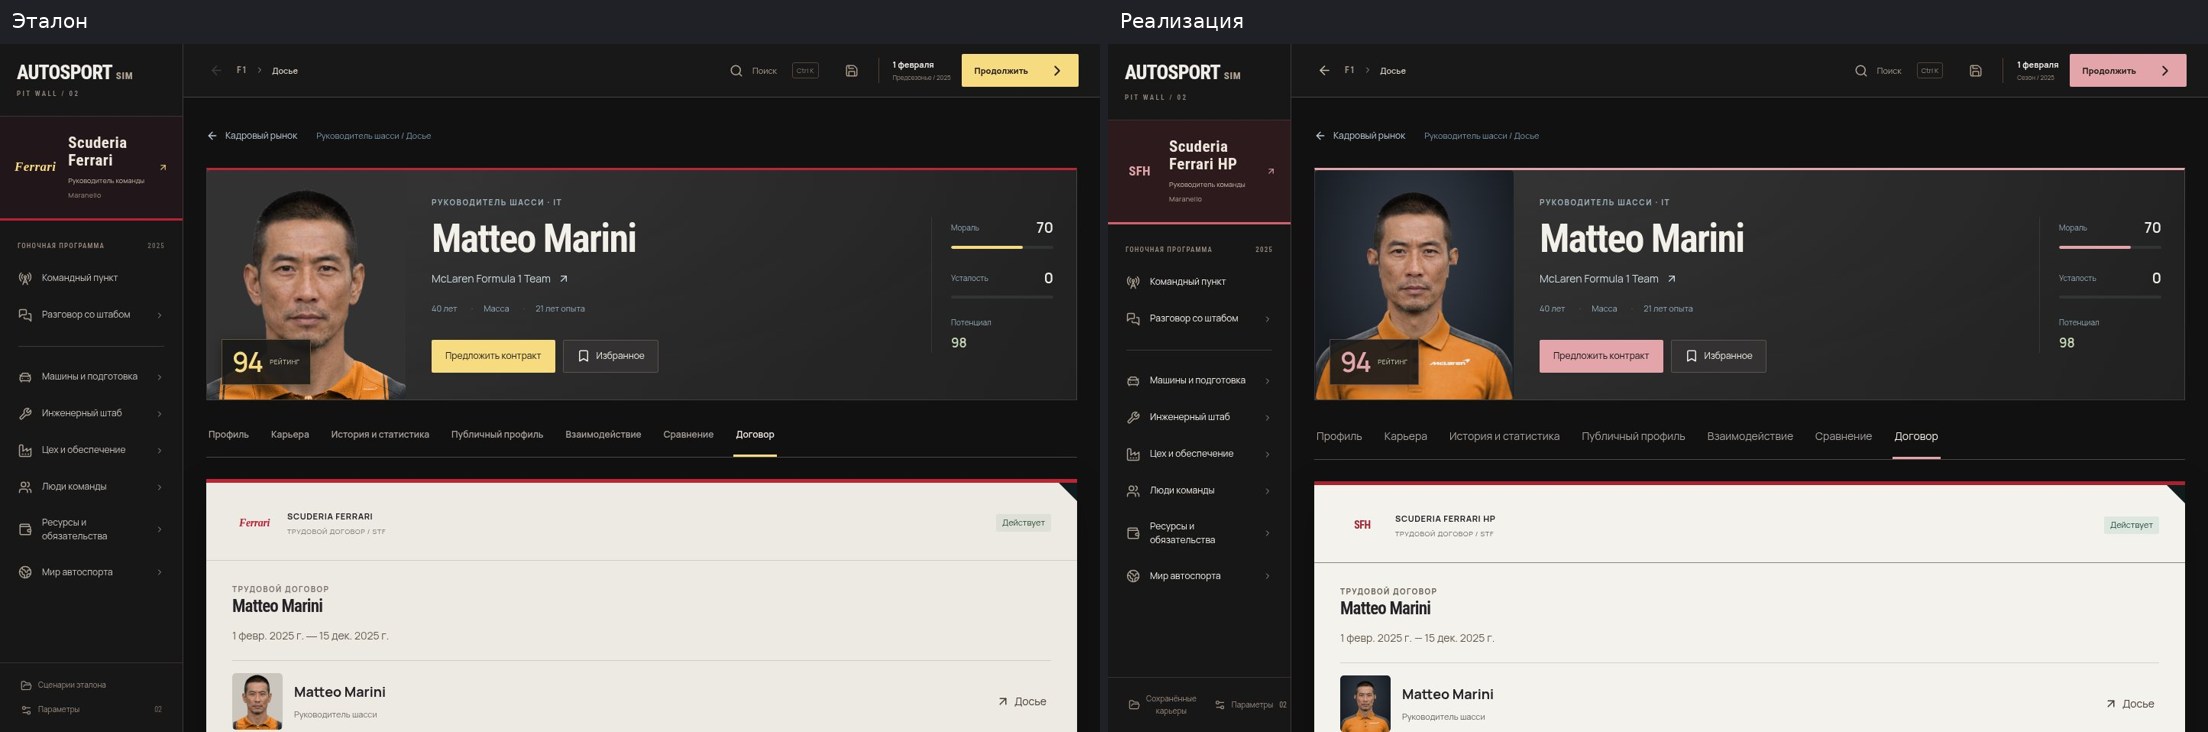 Эталон
AUTOSPORT SIM
PIT WALL / 02
Ferrari
Scuderia
Ferrari
Руководитель команды
Maranello
ГОНОЧНАЯ ПРОГРАММА 2025
Командный пункт
Разговор со штабом
Машины и подготовка
Инженерный штаб
Цех и обеспечение
Люди команды
Ресурсы и
обязательства
Мир автоспорта
Сценарии эталона
Параметры 02
F1 > Досье
Поиск Ctrl K
1 февраля
Предсезонье / 2025
Продолжить
Кадровый рынок Руководитель шасси / Досье
РУКОВОДИТЕЛЬ ШАССИ · IT
Matteo Marini
McLaren Formula 1 Team
40 лет · Масса · 21 лет опыта
94 РЕЙТИНГ
Предложить контракт Избранное
Мораль 70
Усталость 0
Потенциал
98
Профиль Карьера История и статистика Публичный профиль Взаимодействие Сравнение Договор
Ferrari
SCUDERIA FERRARI
ТРУДОВОЙ ДОГОВОР / STF
Действует
ТРУДОВОЙ ДОГОВОР
Matteo Marini
1 февр. 2025 г. — 15 дек. 2025 г.
Matteo Marini
Руководитель шасси
Досье
Реализация
AUTOSPORT SIM
PIT WALL / 02
SFH
Scuderia
Ferrari HP
Руководитель команды
Maranello
ГОНОЧНАЯ ПРОГРАММА 2025
Командный пункт
Разговор со штабом
Машины и подготовка
Инженерный штаб
Цех и обеспечение
Люди команды
Ресурсы и
обязательства
Мир автоспорта
Сохранённые
карьеры
Параметры 02
F1 > Досье
Поиск Ctrl K
1 февраля
Сезон / 2025
Продолжить
Кадровый рынок Руководитель шасси / Досье
РУКОВОДИТЕЛЬ ШАССИ · IT
Matteo Marini
McLaren Formula 1 Team
40 лет · Масса · 21 лет опыта
94 РЕЙТИНГ
McLaren
Предложить контракт Избранное
Мораль 70
Усталость 0
Потенциал
98
Профиль Карьера История и статистика Публичный профиль Взаимодействие Сравнение Договор
SFH
SCUDERIA FERRARI HP
ТРУДОВОЙ ДОГОВОР / STF
Действует
ТРУДОВОЙ ДОГОВОР
Matteo Marini
1 февр. 2025 г. — 15 дек. 2025 г.
Matteo Marini
Руководитель шасси
Досье